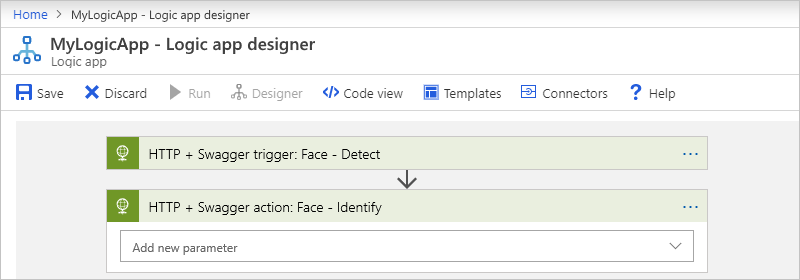 Home > MyLogicApp - Logic app designer
MyLogicApp - Logic app designer
Logic app
Save Discard Run Designer Code view Templates Connectors Help
HTTP + Swagger trigger: Face - Detect
HTTP + Swagger action: Face - Identify
Add new parameter